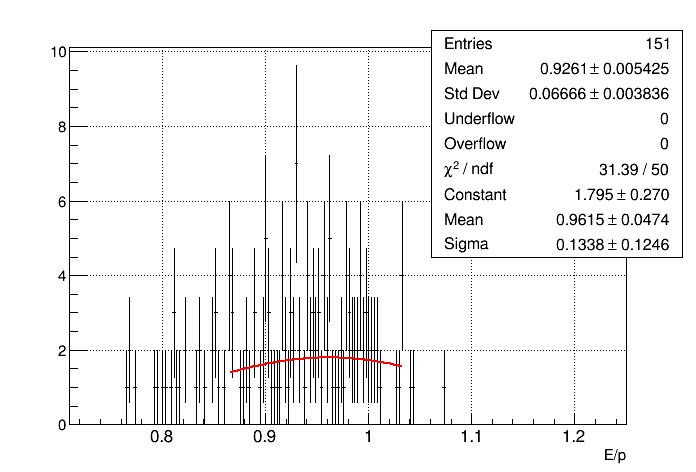 Entries 151
Mean 0.9261 ± 0.005425
Std Dev 0.06666 ± 0.003836
Underflow 0
Overflow 0
χ² / ndf 31.39 / 50
Constant 1.795 ± 0.270
Mean 0.9615 ± 0.0474
Sigma 0.1338 ± 0.1246
10
8
6
4
2
0
0.8 0.9 1 1.1 1.2
E/p